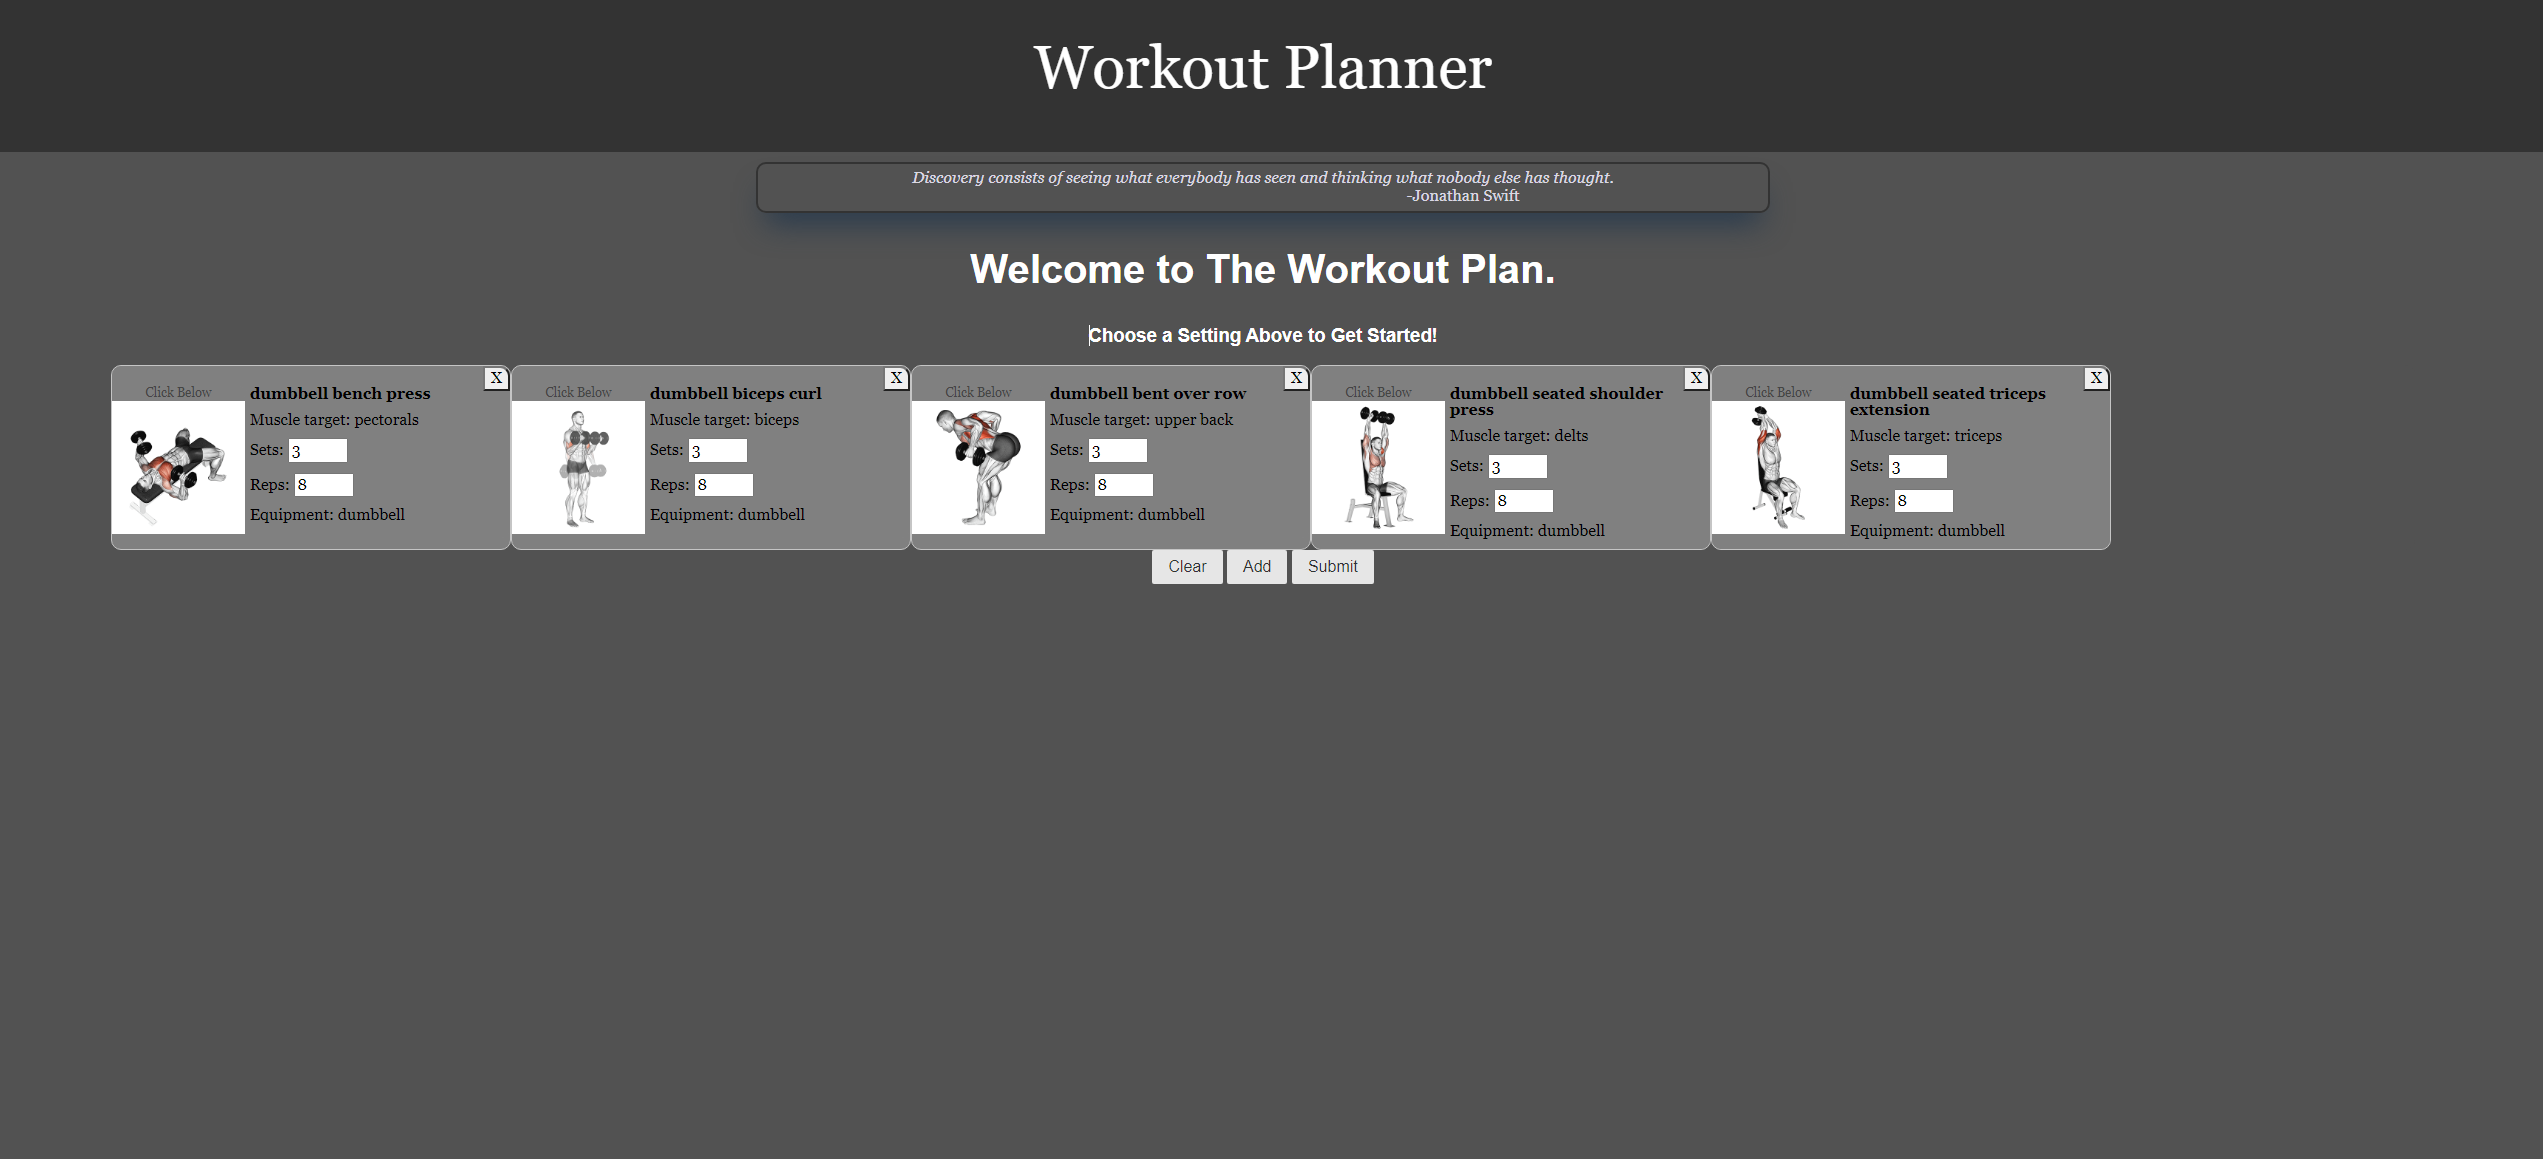 Workout Planner
Discovery consists of seeing what everybody has seen and thinking what nobody else has thought.
-Jonathan Swift
Welcome to The Workout Plan.
Choose a Setting Above to Get Started!
X
Click Below
dumbbell bench press
Muscle target: pectorals
Sets: 3
Reps: 8
Equipment: dumbbell
X
Click Below
dumbbell biceps curl
Muscle target: biceps
Sets: 3
Reps: 8
Equipment: dumbbell
X
Click Below
dumbbell bent over row
Muscle target: upper back
Sets: 3
Reps: 8
Equipment: dumbbell
X
Click Below
dumbbell seated shoulder
press
Muscle target: delts
Sets: 3
Reps: 8
Equipment: dumbbell
X
Click Below
dumbbell seated triceps
extension
Muscle target: triceps
Sets: 3
Reps: 8
Equipment: dumbbell
Clear Add Submit